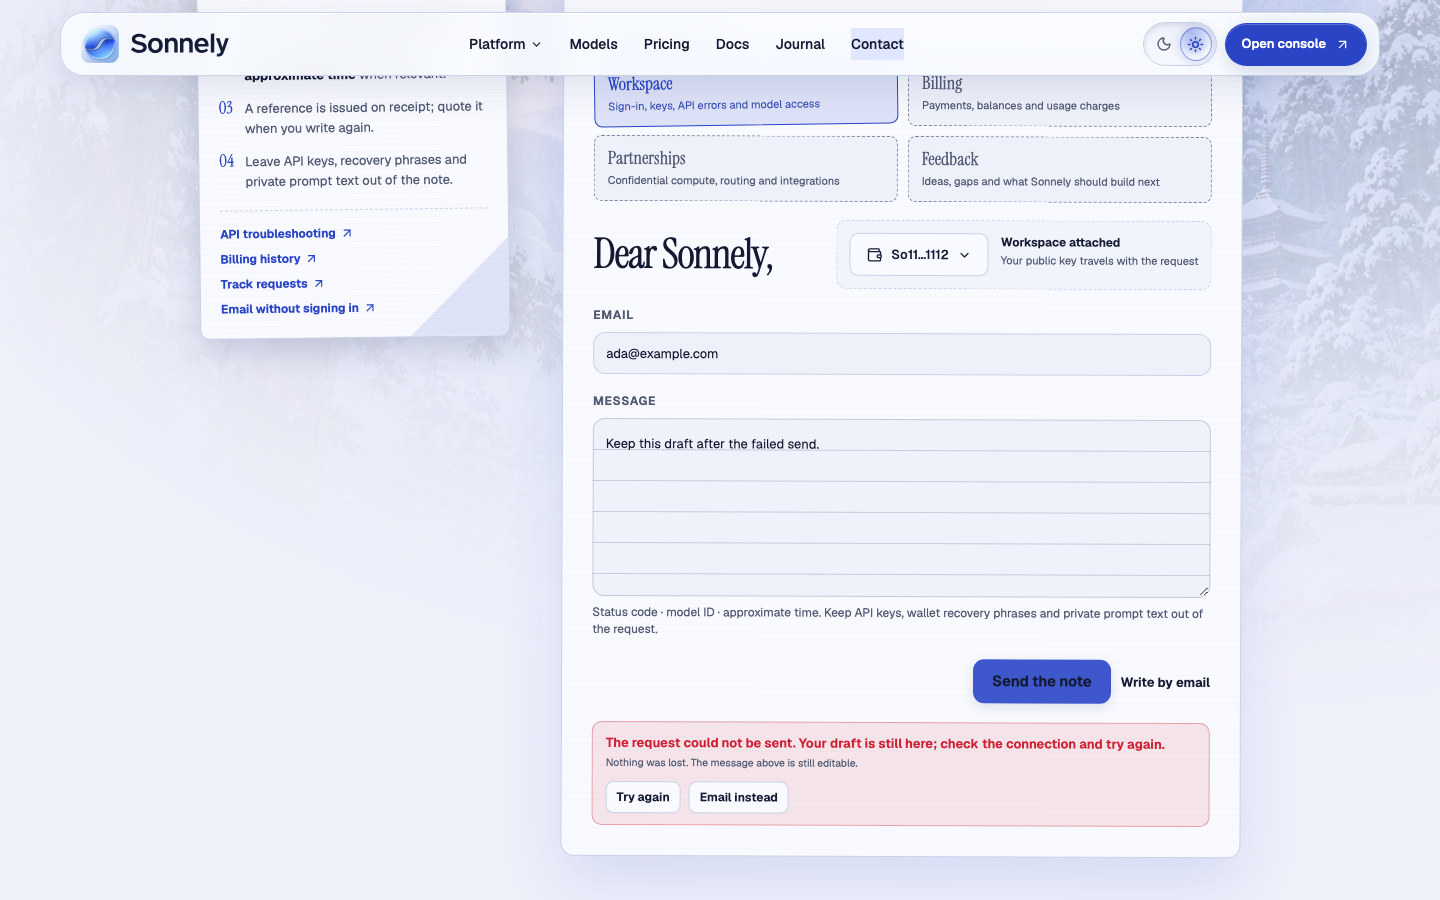 Sonnely
Platform
Models
Pricing
Docs
Journal
Contact
Open console
approximate time when relevant.
03 A reference is issued on receipt; quote it
when you write again.
04 Leave API keys, recovery phrases and
private prompt text out of the note.
API troubleshooting
Billing history
Track requests
Email without signing in
Workspace
Sign-in, keys, API errors and model access
Billing
Payments, balances and usage charges
Partnerships
Confidential compute, routing and integrations
Feedback
Ideas, gaps and what Sonnely should build next
Dear Sonnely,
So11...1112
Workspace attached
Your public key travels with the request
EMAIL
ada@example.com
MESSAGE
Keep this draft after the failed send.
Status code · model ID · approximate time. Keep API keys, wallet recovery phrases and private prompt text out of
the request.
Send the note
Write by email
The request could not be sent. Your draft is still here; check the connection and try again.
Nothing was lost. The message above is still editable.
Try again
Email instead